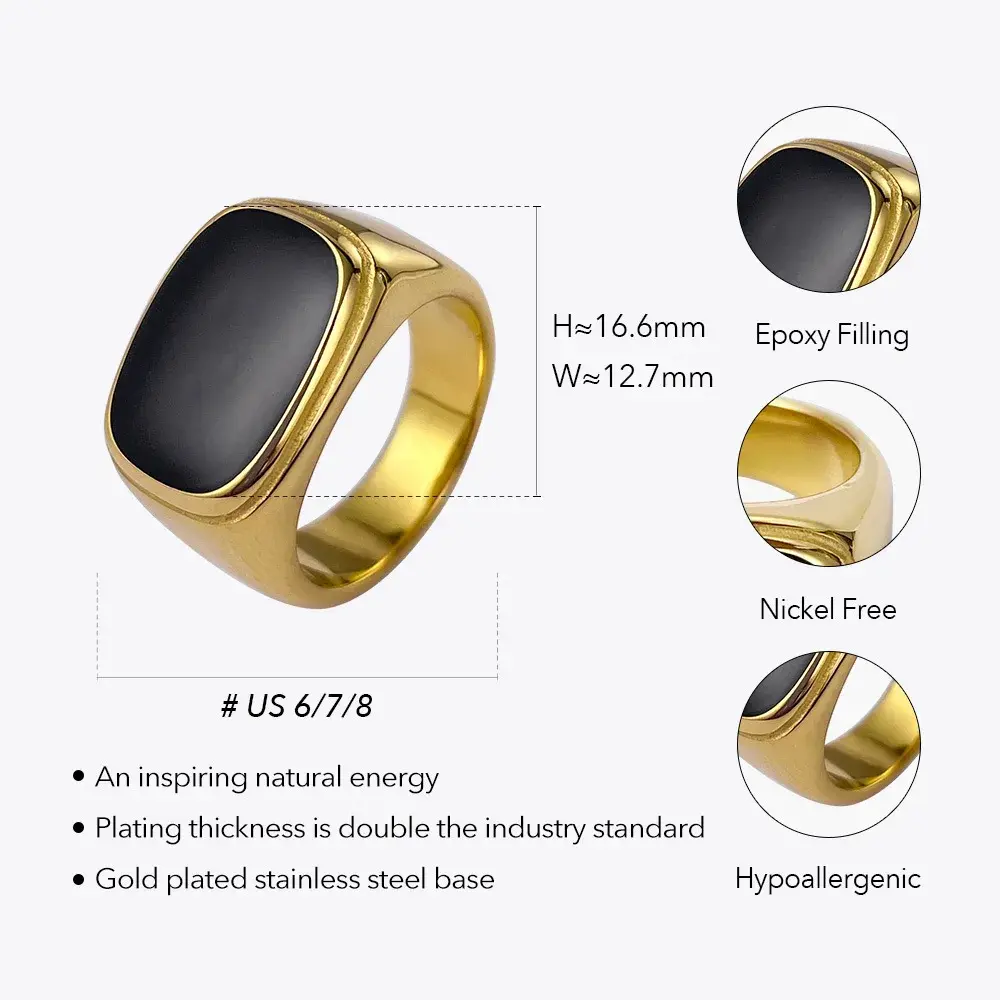 H≈16.6mm
W≈12.7mm
Epoxy Filling
Nickel Free
Hypoallergenic
# US 6/7/8
• An inspiring natural energy
• Plating thickness is double the industry standard
• Gold plated stainless steel base